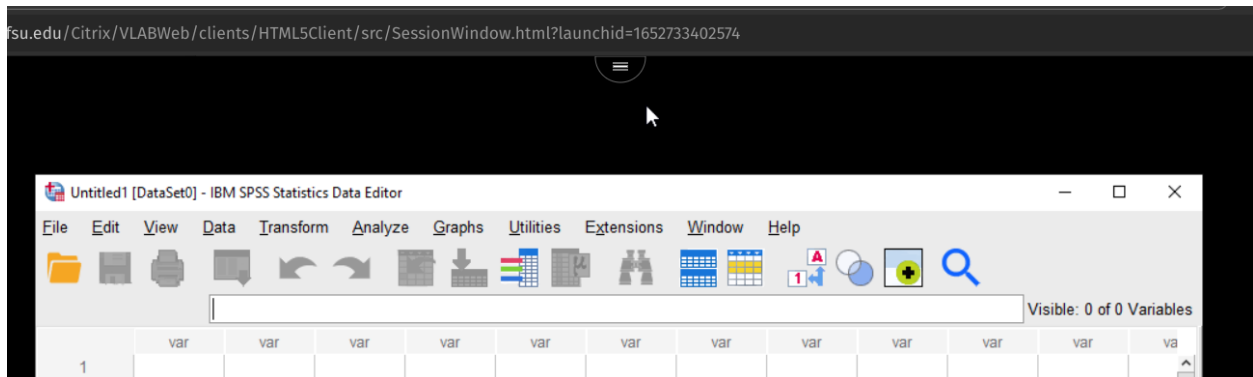 fsu.edu/Citrix/VLABWeb/clients/HTML5Client/src/SessionWindow.html?launchid=1652733402574
Untitled1 [DataSet0] - IBM SPSS Statistics Data Editor
File Edit View Data Transform Analyze Graphs Utilities Extensions Window Help
μ A 1
Visible: 0 of 0 Variables
var var var var var var var var var var var va
1